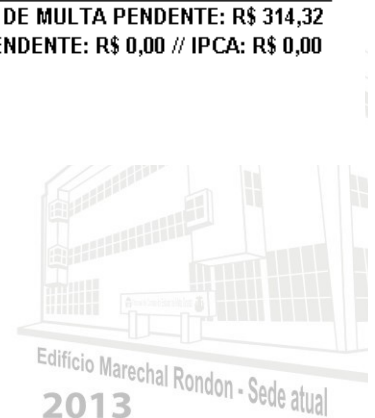 DE MULTA PENDENTE: R$ 314,32
ENDENTE: R$ 0,00 // IPCA: R$ 0,00
Edifício Marechal Rondon - Sede atual
2013